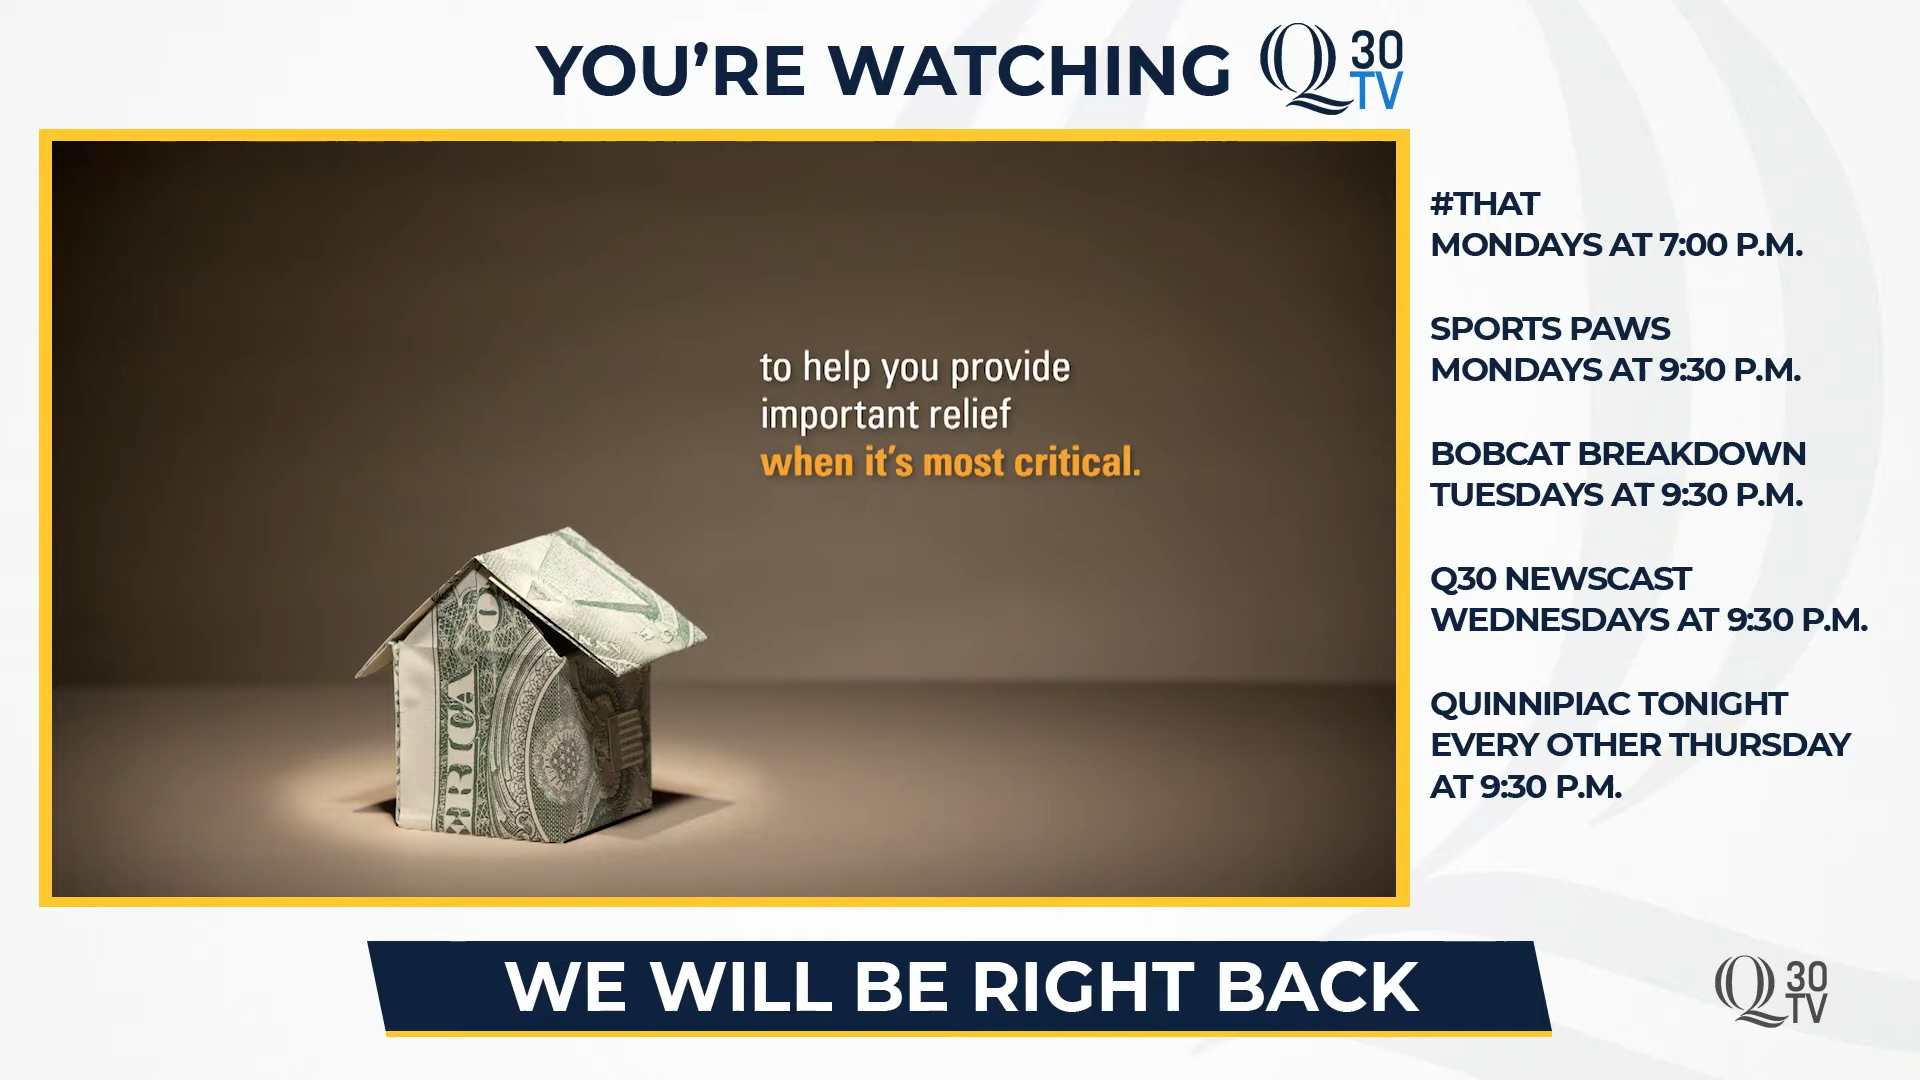 YOU'RE WATCHING Q 30 TV
to help you provide
important relief
when it's most critical.
ERICA
#THAT
MONDAYS AT 7:00 P.M.
SPORTS PAWS
MONDAYS AT 9:30 P.M.
BOBCAT BREAKDOWN
TUESDAYS AT 9:30 P.M.
Q30 NEWSCAST
WEDNESDAYS AT 9:30 P.M.
QUINNIPIAC TONIGHT
EVERY OTHER THURSDAY
AT 9:30 P.M.
WE WILL BE RIGHT BACK
Q 30 TV